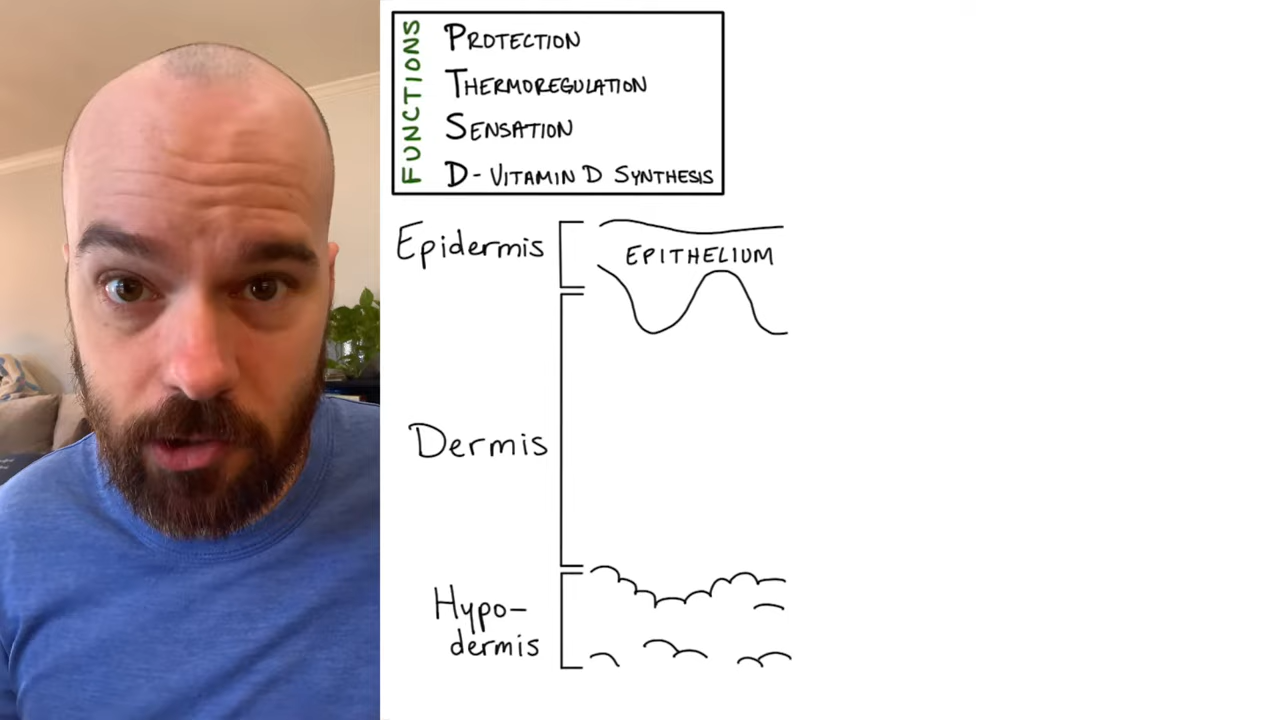 FUNCTIONS
PROTECTION
THERMOREGULATION
SENSATION
D- VITAMIN D SYNTHESIS
Epidermis
EPITHELIUM
Dermis
Hypo-
dermis